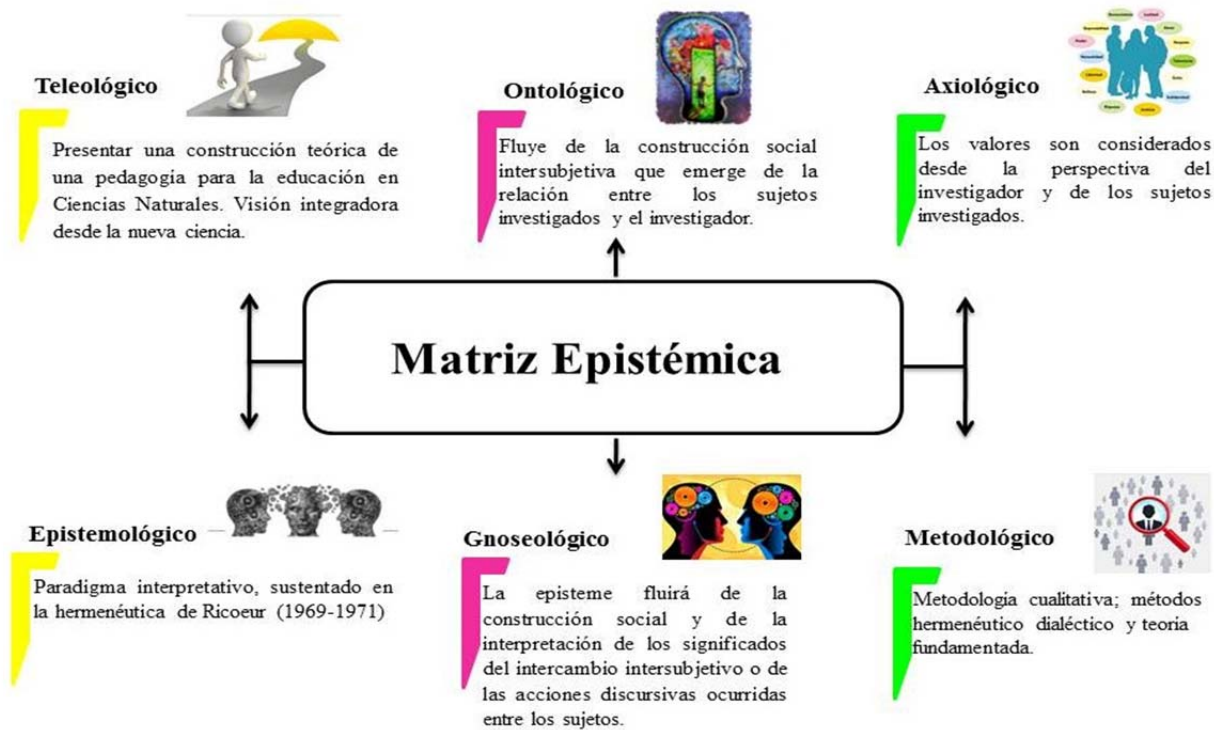 Teleológico
Presentar una construcción teórica de
una pedagogía para la educación en
Ciencias Naturales. Visión integradora
desde la nueva ciencia.
Ontológico
Fluye de la construcción social
intersubjetiva que emerge de la
relación entre los sujetos
investigados y el investigador.
Axiológico
Los valores son considerados
desde la perspectiva del
investigador y de los sujetos
investigados.
Matriz Epistémica
Epistemológico
Paradigma interpretativo, sustentado en
la hermenéutica de Ricoeur (1969-1971)
Gnoseológico
La episteme fluirá de la
construcción social y de la
interpretación de los significados
del intercambio intersubjetivo o de
las acciones discursivas ocurridas
entre los sujetos.
Metodológico
Metodología cualitativa; métodos
hermenéutico dialéctico y teoría
fundamentada.